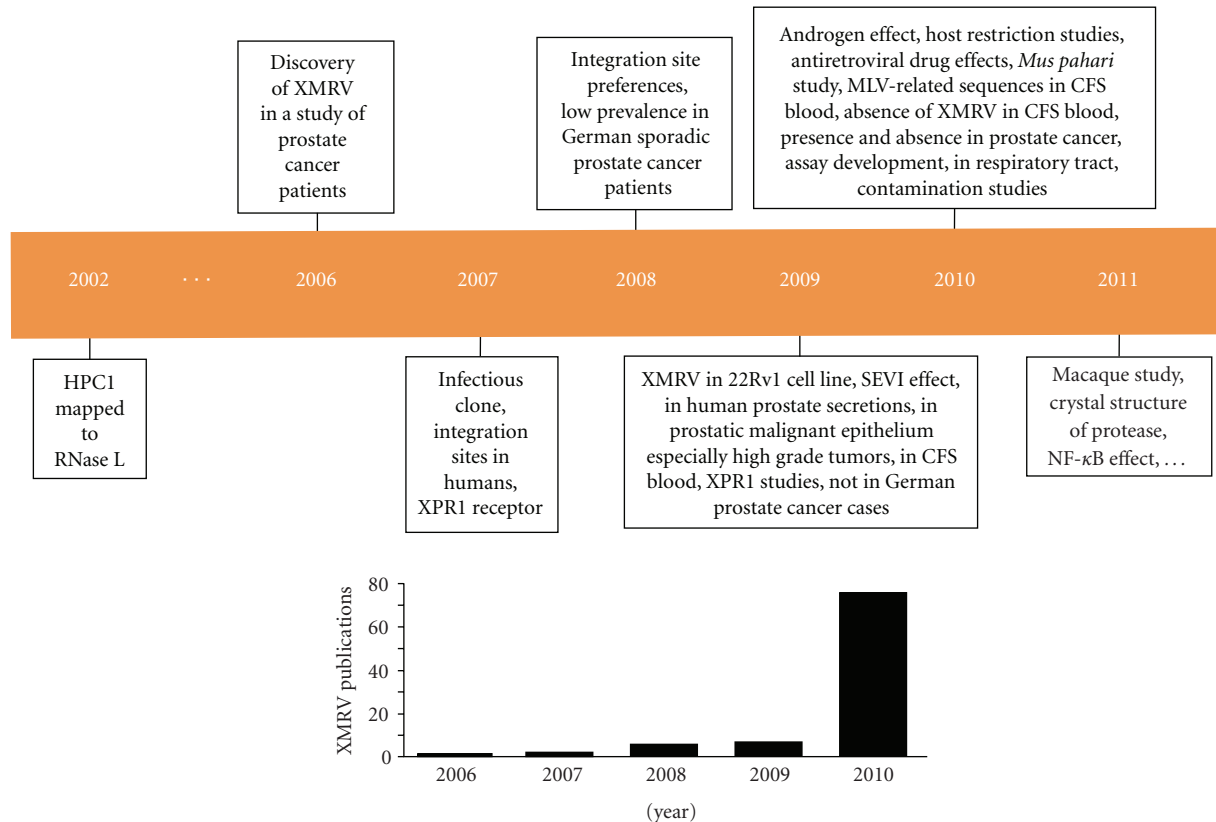 Discovery
of XMRV
in a study of
prostate
cancer
patients
Integration site
preferences,
low prevalence in
German sporadic
prostate cancer
patients
Androgen effect, host restriction studies,
antiretroviral drug effects, Mus pahari
study, MLV-related sequences in CFS
blood, absence of XMRV in CFS blood,
presence and absence in prostate cancer,
assay development, in respiratory tract,
contamination studies
2002 · · · 2006 2007 2008 2009 2010 2011
HPC1
mapped
to
RNase L
Infectious
clone,
integration
sites in
humans,
XPR1 receptor
XMRV in 22Rv1 cell line, SEVI effect,
in human prostate secretions, in
prostatic malignant epithelium
especially high grade tumors, in CFS
blood, XPR1 studies, not in German
prostate cancer cases
Macaque study,
crystal structure
of protease,
NF-κB effect, . . .
XMRV publications
80
60
40
20
0
2006 2007 2008 2009 2010
(year)